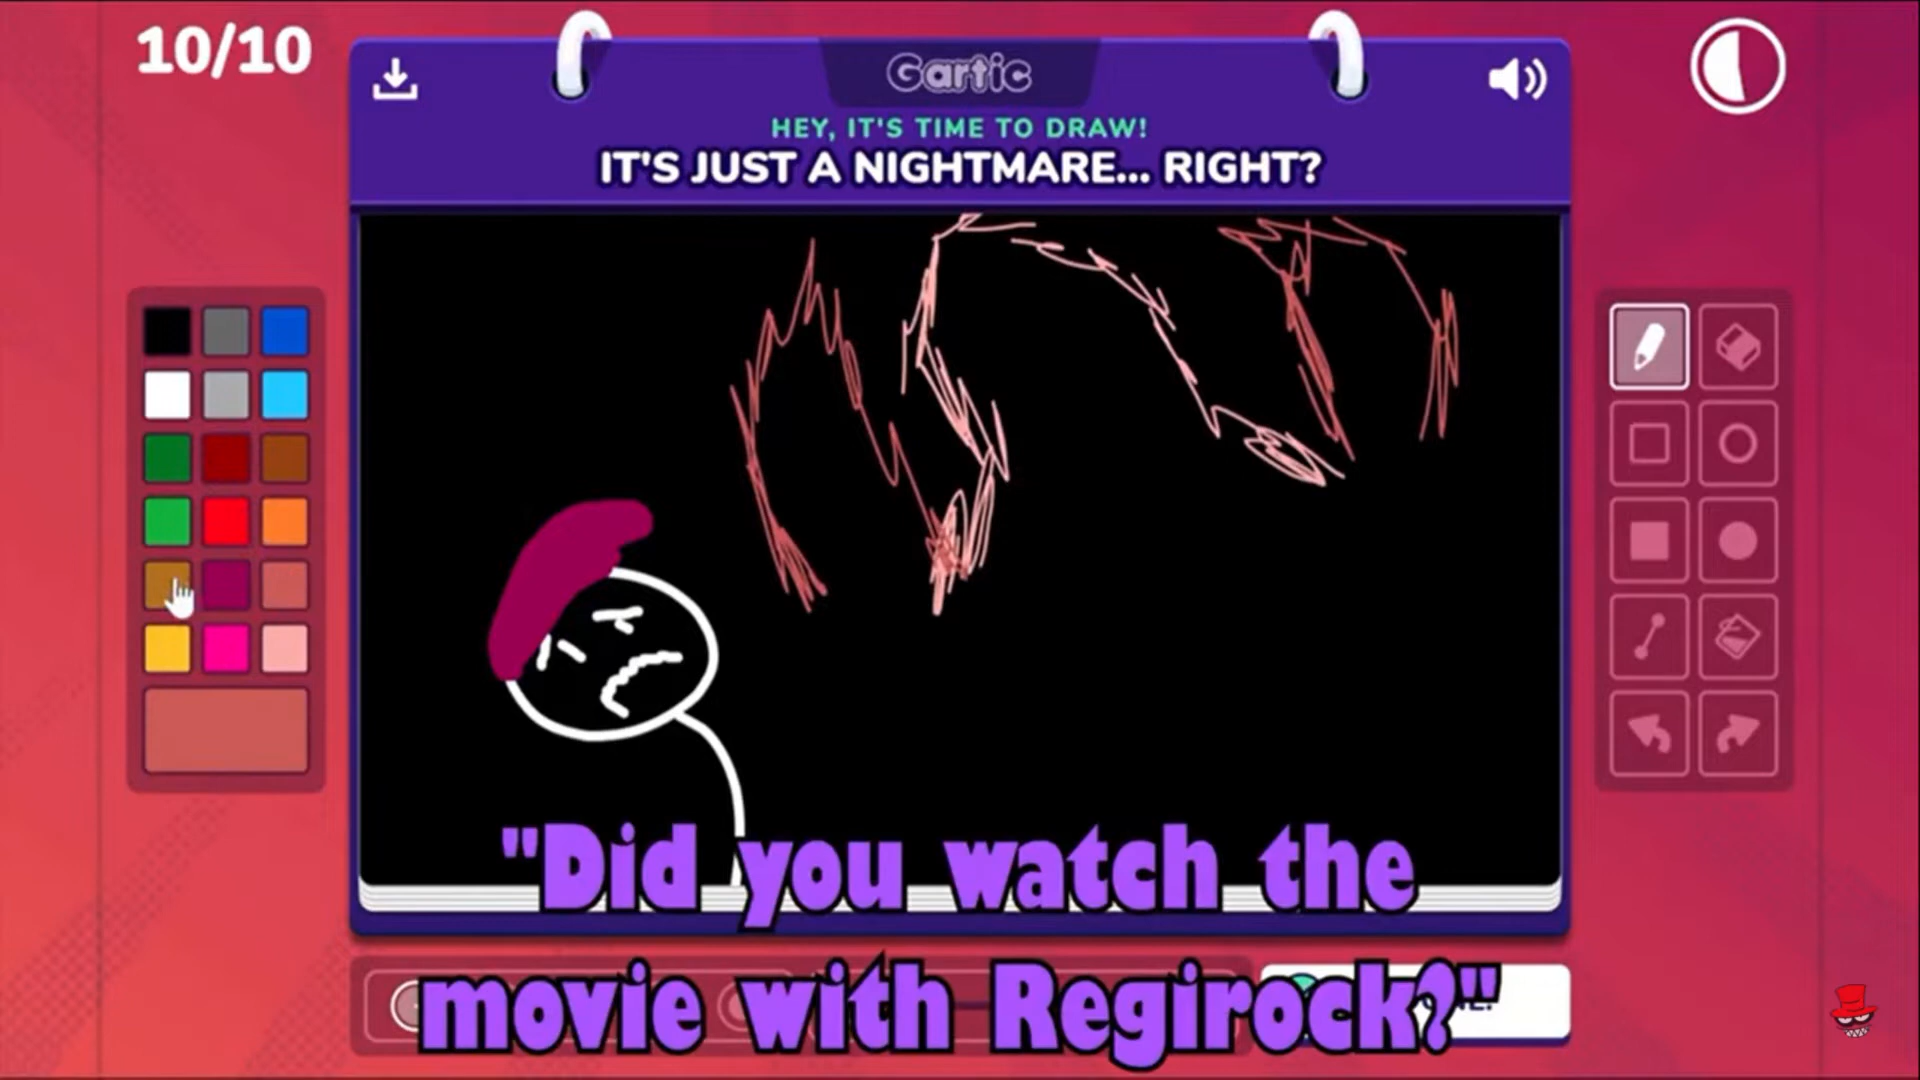 10/10
Gartic
HEY, IT'S TIME TO DRAW!
IT'S JUST A NIGHTMARE... RIGHT?
"Did you watch the
movie with Regirock?"